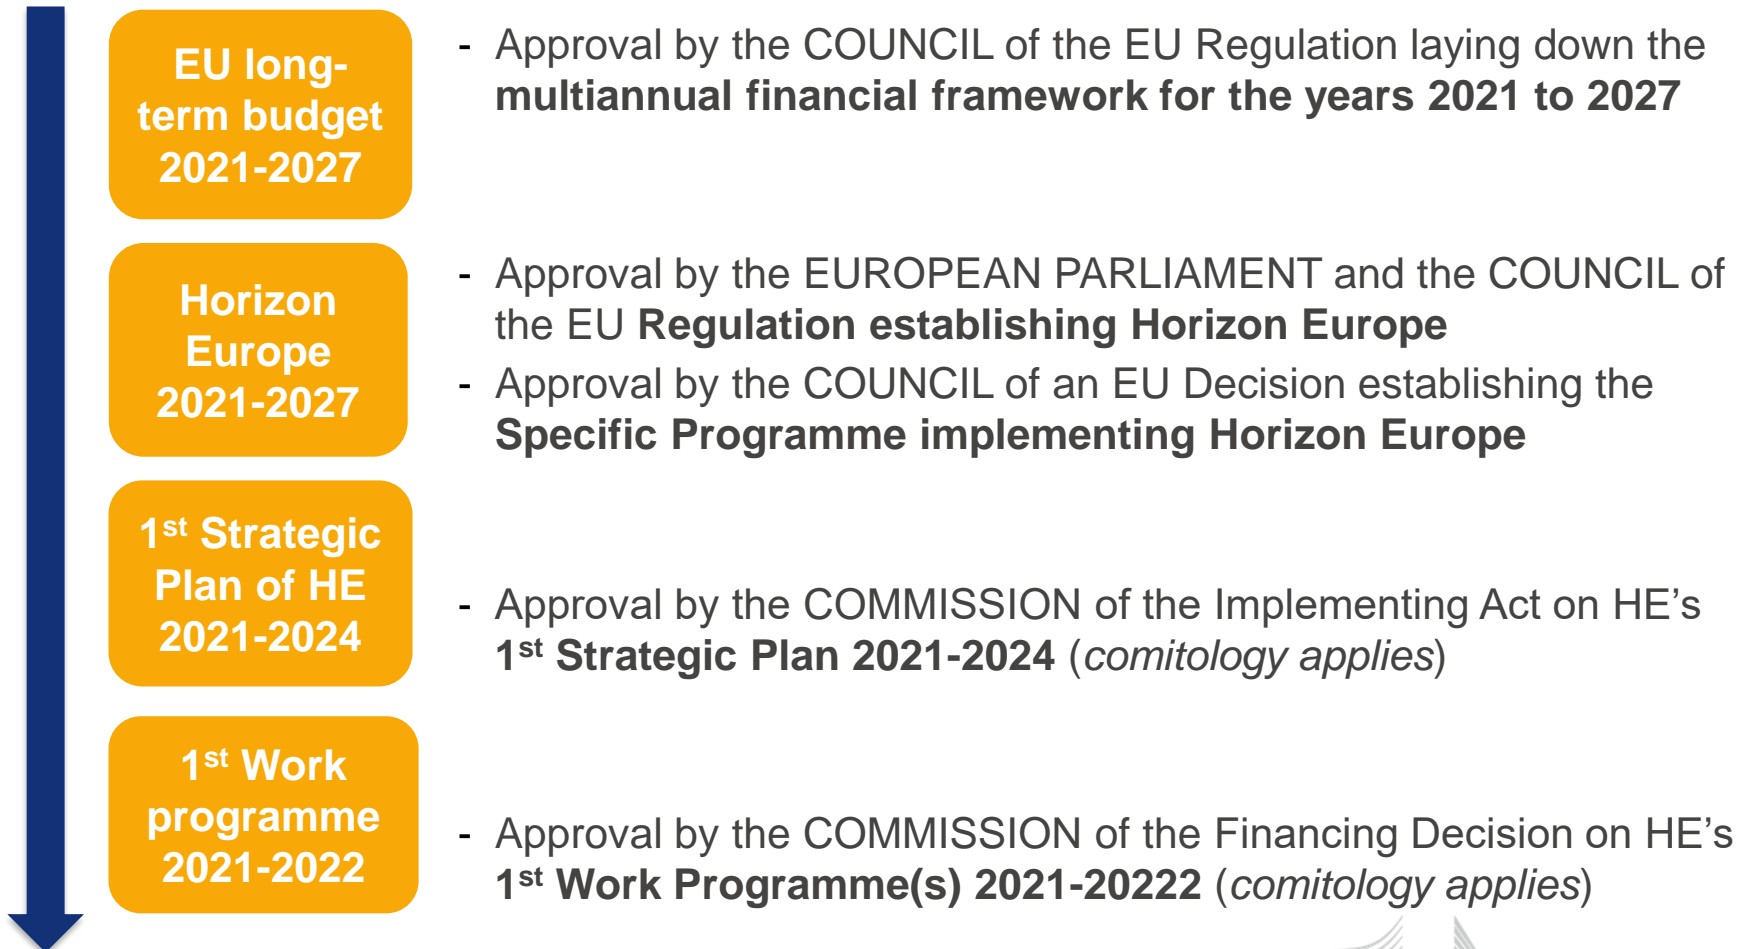 EU long-
term budget
2021-2027
- Approval by the COUNCIL of the EU Regulation laying down the
multiannual financial framework for the years 2021 to 2027
Horizon
Europe
2021-2027
- Approval by the EUROPEAN PARLIAMENT and the COUNCIL of
the EU Regulation establishing Horizon Europe
- Approval by the COUNCIL of an EU Decision establishing the
Specific Programme implementing Horizon Europe
1st Strategic
Plan of HE
2021-2024
- Approval by the COMMISSION of the Implementing Act on HE’s
1st Strategic Plan 2021-2024 (comitology applies)
1st Work
programme
2021-2022
- Approval by the COMMISSION of the Financing Decision on HE’s
1st Work Programme(s) 2021-20222 (comitology applies)